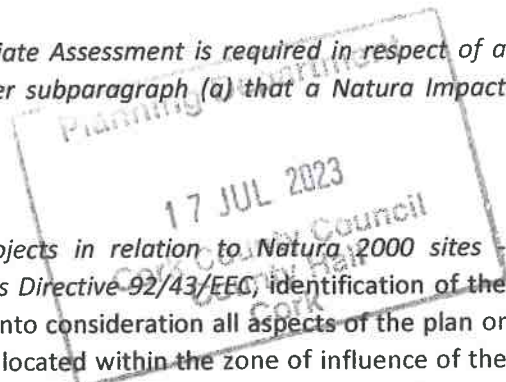 iate Assessment is required in respect of a
er subparagraph (a) that a Natura Impact
Planning Department
17 JUL 2023
Cork County Council
County Hall
Cork
ojects in relation to Natura 2000 sites -
s Directive 92/43/EEC, identification of the
nto consideration all aspects of the plan or
located within the zone of influence of the